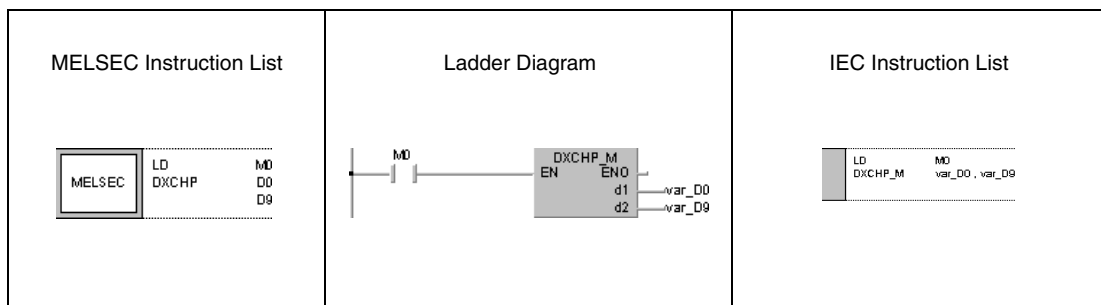 MELSEC Instruction List
Ladder Diagram
IEC Instruction List
MELSEC
LD M0
DXCHP D0
D9
M0
DXCHP_M
EN ENO
d1 var_D0
d2 var_D9
LD M0
DXCHP_M var_D0 , var_D9